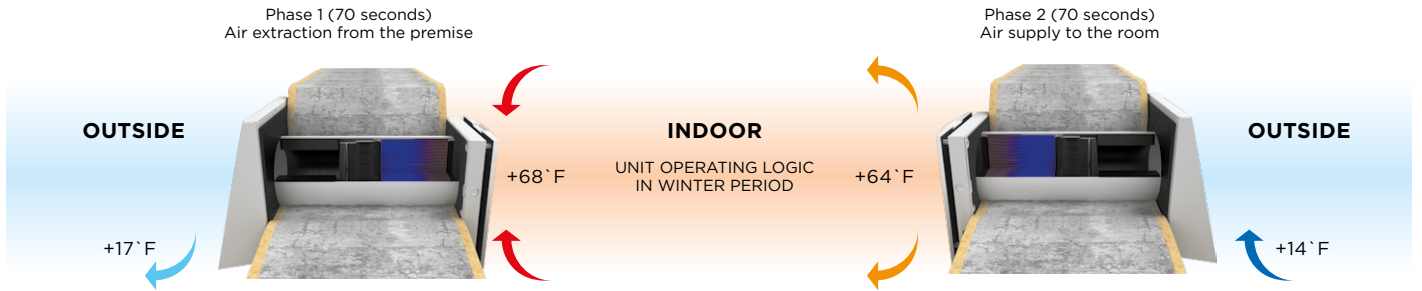 Phase 1 (70 seconds)
Air extraction from the premise
Phase 2 (70 seconds)
Air supply to the room
OUTSIDE
INDOOR
OUTSIDE
UNIT OPERATING LOGIC
IN WINTER PERIOD
+68`F
+64`F
+17`F
+14`F